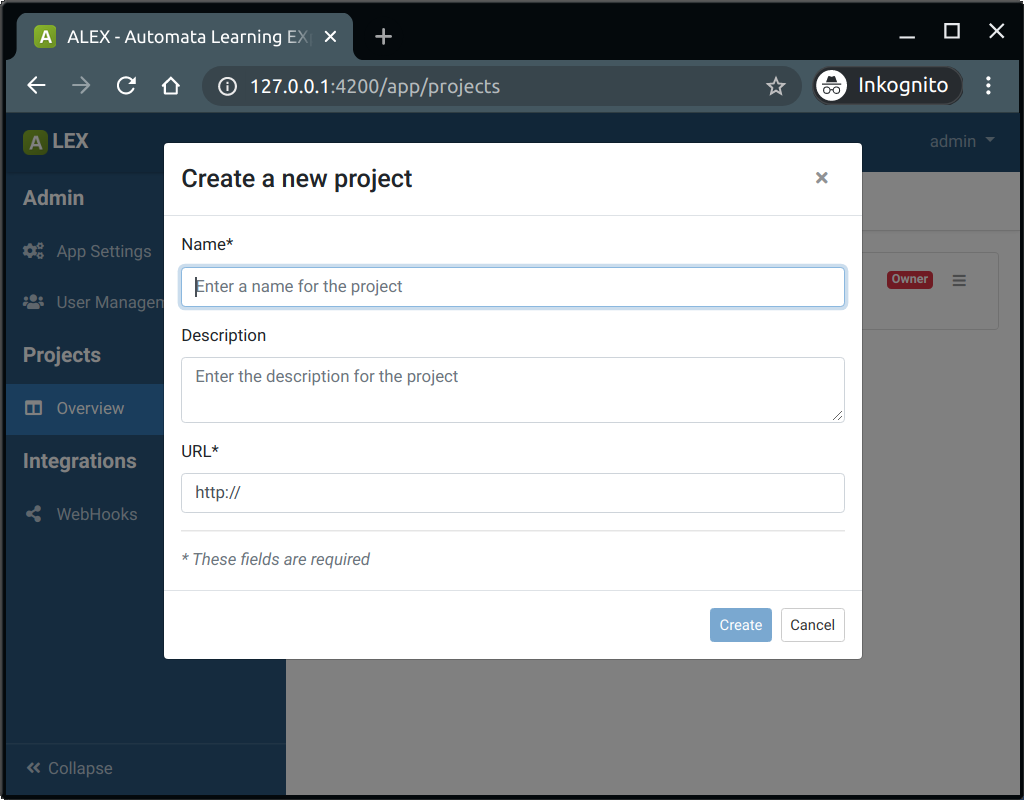 A ALEX - Automata Learning EX
127.0.0.1:4200/app/projects
Inkognito
A LEX
admin
Create a new project
×
Admin
App Settings
User Managem
Projects
Overview
Integrations
WebHooks
Name*
Enter a name for the project
Owner
Description
Enter the description for the project
URL*
http://
* These fields are required
Create
Cancel
Collapse